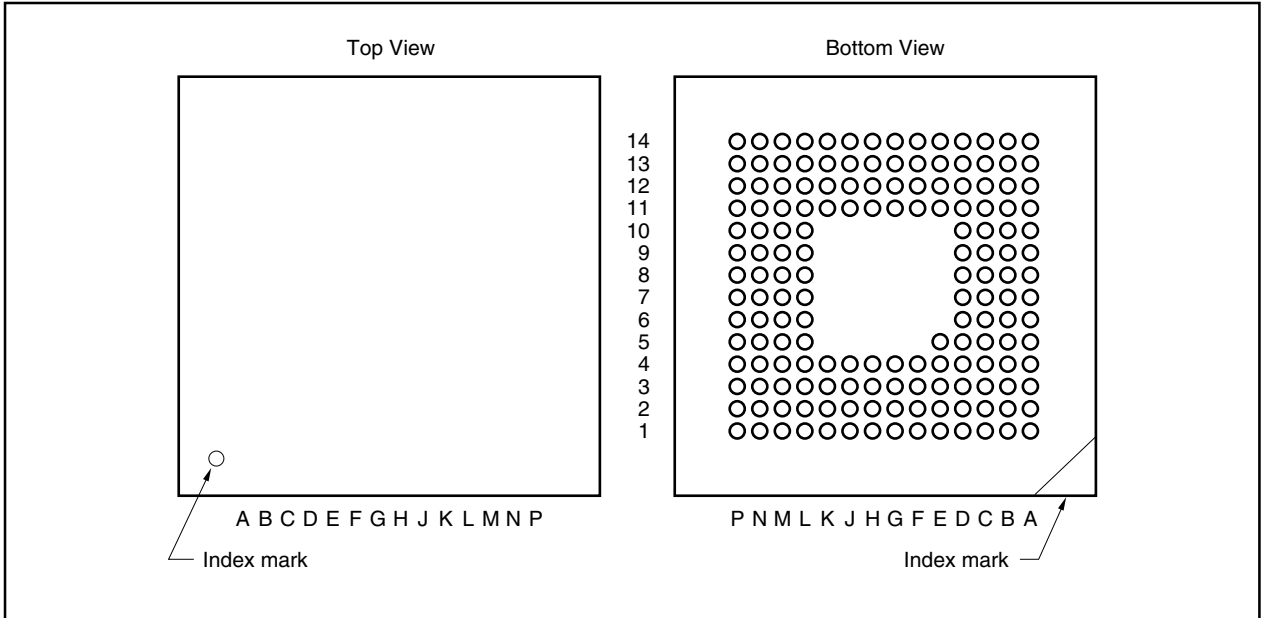 Top View
Bottom View
14
13
12
11
10
9
8
7
6
5
4
3
2
1
A B C D E F G H J K L M N P
P N M L K J H G F E D C B A
Index mark
Index mark